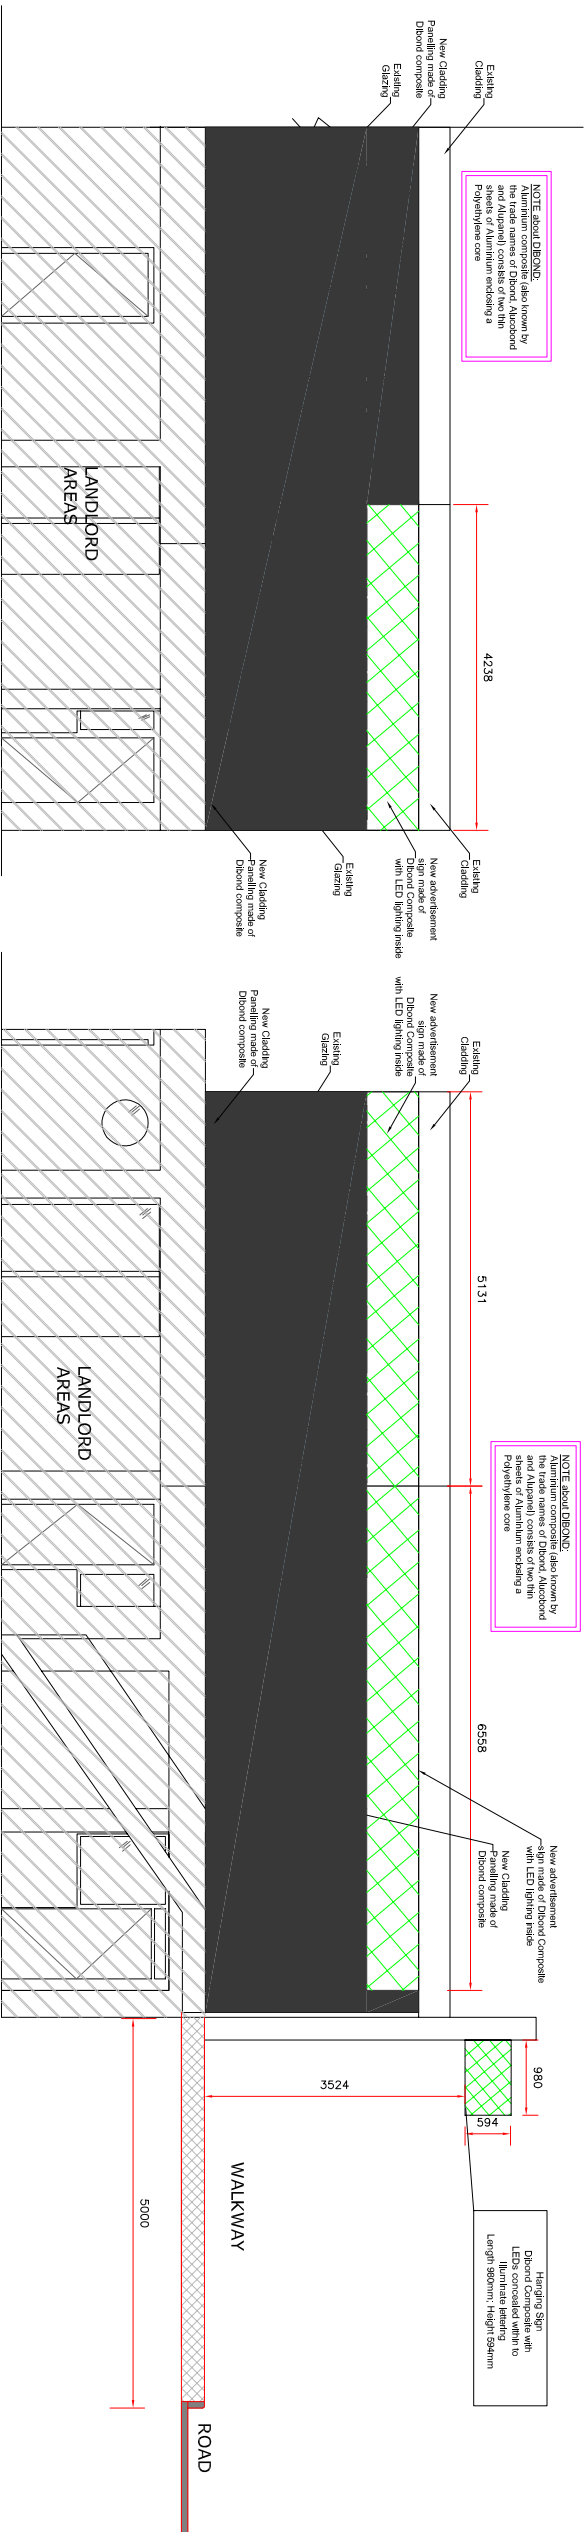 Existing
Cladding
New Cladding
Panelling made of
Dibond composite
Existing
Glazing
NOTE about DIBOND:
Aluminium composite (also known by
the trade names of Dibond, Alucobond
and Alupanel) consists of two thin
sheets of Aluminium enclosing a
Polyethylene core
LANDLORD
AREAS
4238
Existing
Cladding
New advertisement
sign made of
Dibond Composite
with LED lighting inside
Existing
Glazing
New Cladding
Panelling made of
Dibond composite
Existing
Cladding
New advertisement
sign made of
Dibond Composite
with LED lighting inside
Existing
Glazing
New Cladding
Panelling made of
Dibond composite
5131
LANDLORD
AREAS
NOTE about DIBOND:
Aluminium composite (also known by
the trade names of Dibond, Alucobond
and Alupanel) consists of two thin
sheets of Aluminium enclosing a
Polyethylene core
6558
New advertisement
sign made of Dibond Composite
with LED lighting inside
New Cladding
Panelling made of
Dibond composite
980
594
3524
Hanging Sign
Dibond Composite with
LEDs concealed within to
illuminate lettering
Length 980mm; Height 594mm
WALKWAY
5000
ROAD